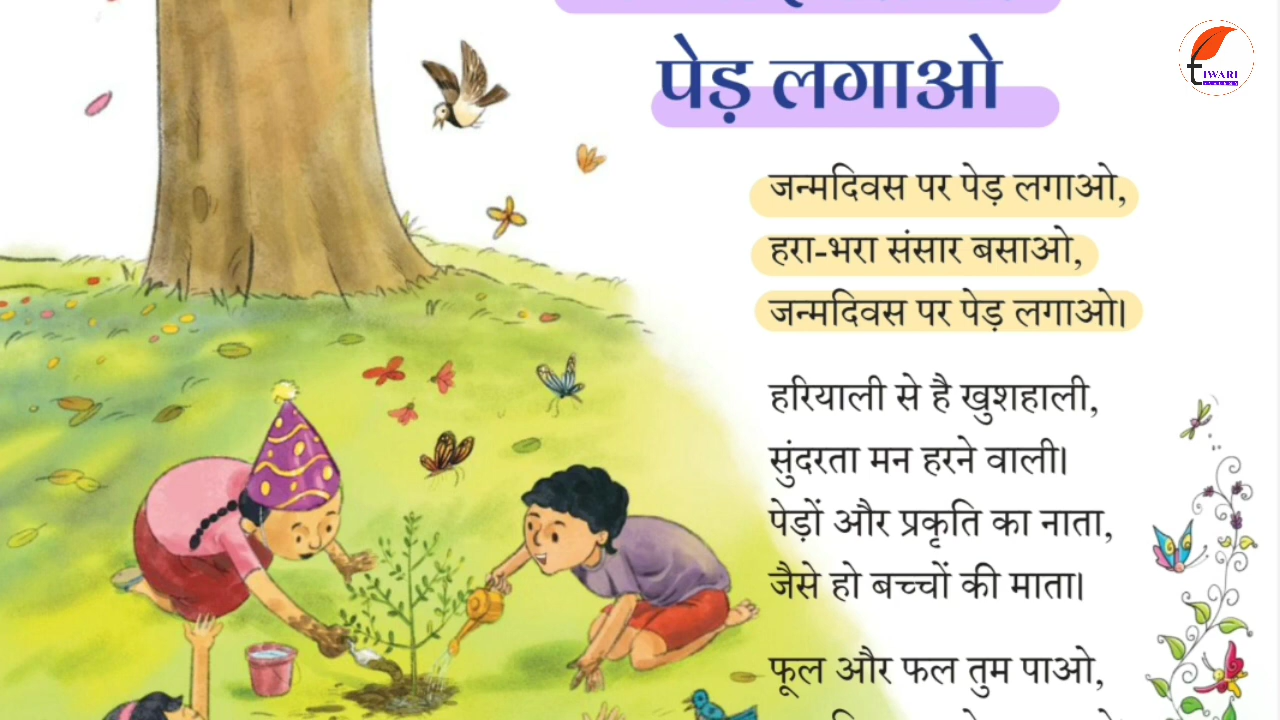 पेड़ लगाओ
IWARI
जन्मदिवस पर पेड़ लगाओ,
हरा-भरा संसार बसाओ,
जन्मदिवस पर पेड़ लगाओ।
हरियाली से है खुशहाली,
सुंदरता मन हरने वाली।
पेड़ों और प्रकृति का नाता,
जैसे हो बच्चों की माता।
फूल और फल तुम पाओ,